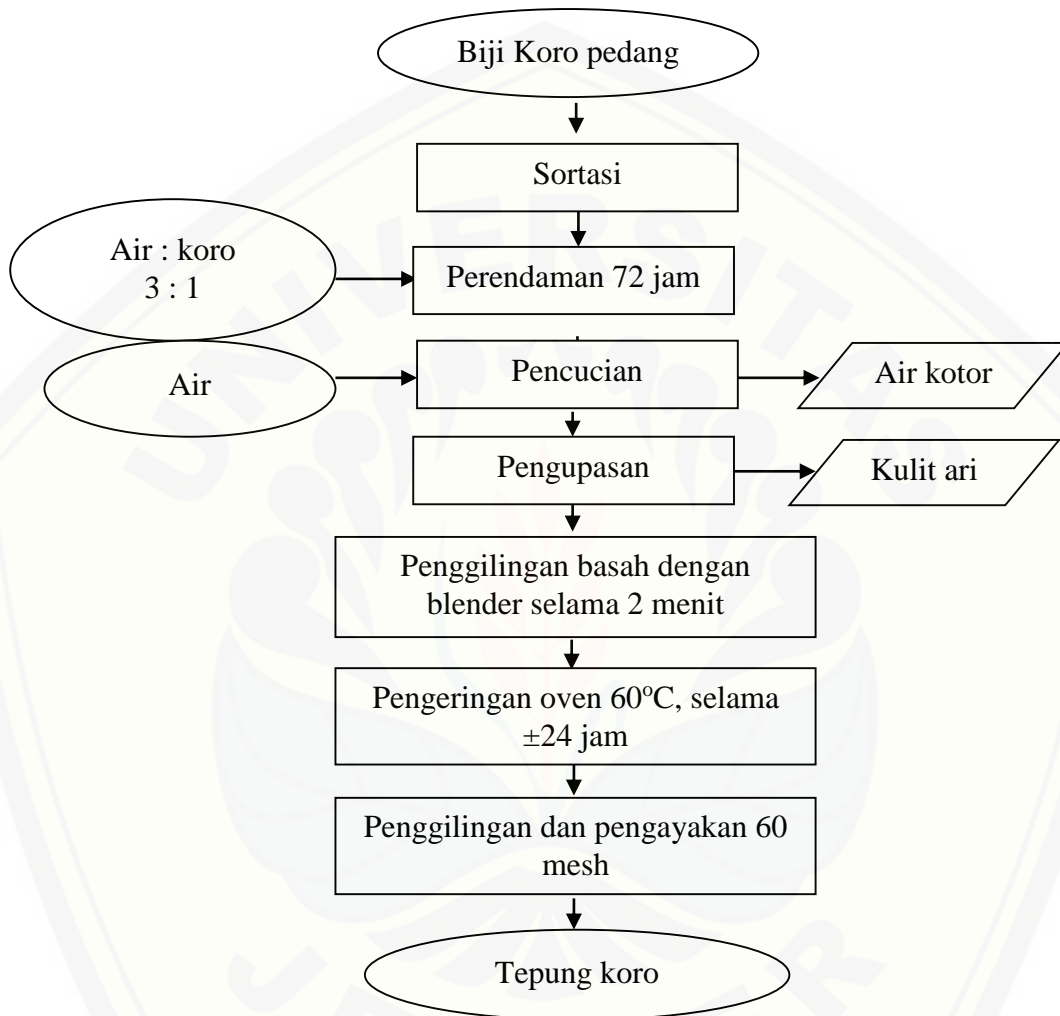 Biji Koro pedang
Sortasi
Air : koro
3 : 1
Perendaman 72 jam
Air
Pencucian
Air kotor
Pengupasan
Kulit ari
Penggilingan basah dengan
blender selama 2 menit
Pengeringan oven 60°C, selama
±24 jam
Penggilingan dan pengayakan 60
mesh
Tepung koro
UNIVERSITAS
JEMBER